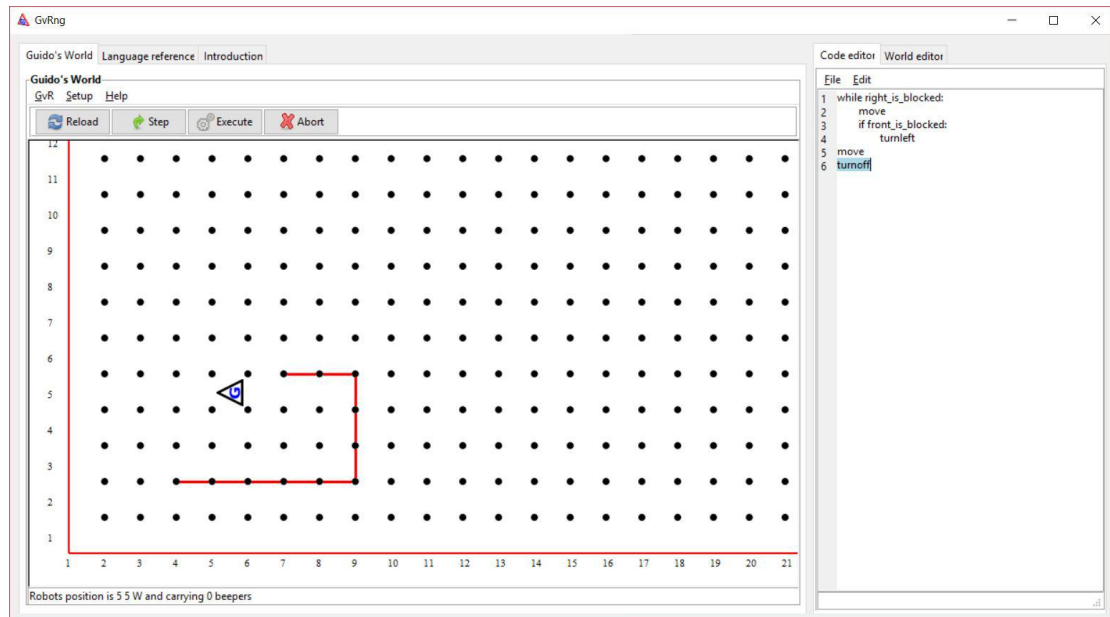 GvRng
Guido's World Language reference Introduction
Guido's World
GvR Setup Help
Reload Step Execute Abort
12
11
10
9
8
7
6
5
4
3
2
1
G
1 2 3 4 5 6 7 8 9 10 11 12 13 14 15 16 17 18 19 20 21
Robots position is 5 5 W and carrying 0 beepers
Code editor World editor
File Edit
1 while right_is_blocked:
2 move
3 if front_is_blocked:
4 turnleft
5 move
6 turnoff